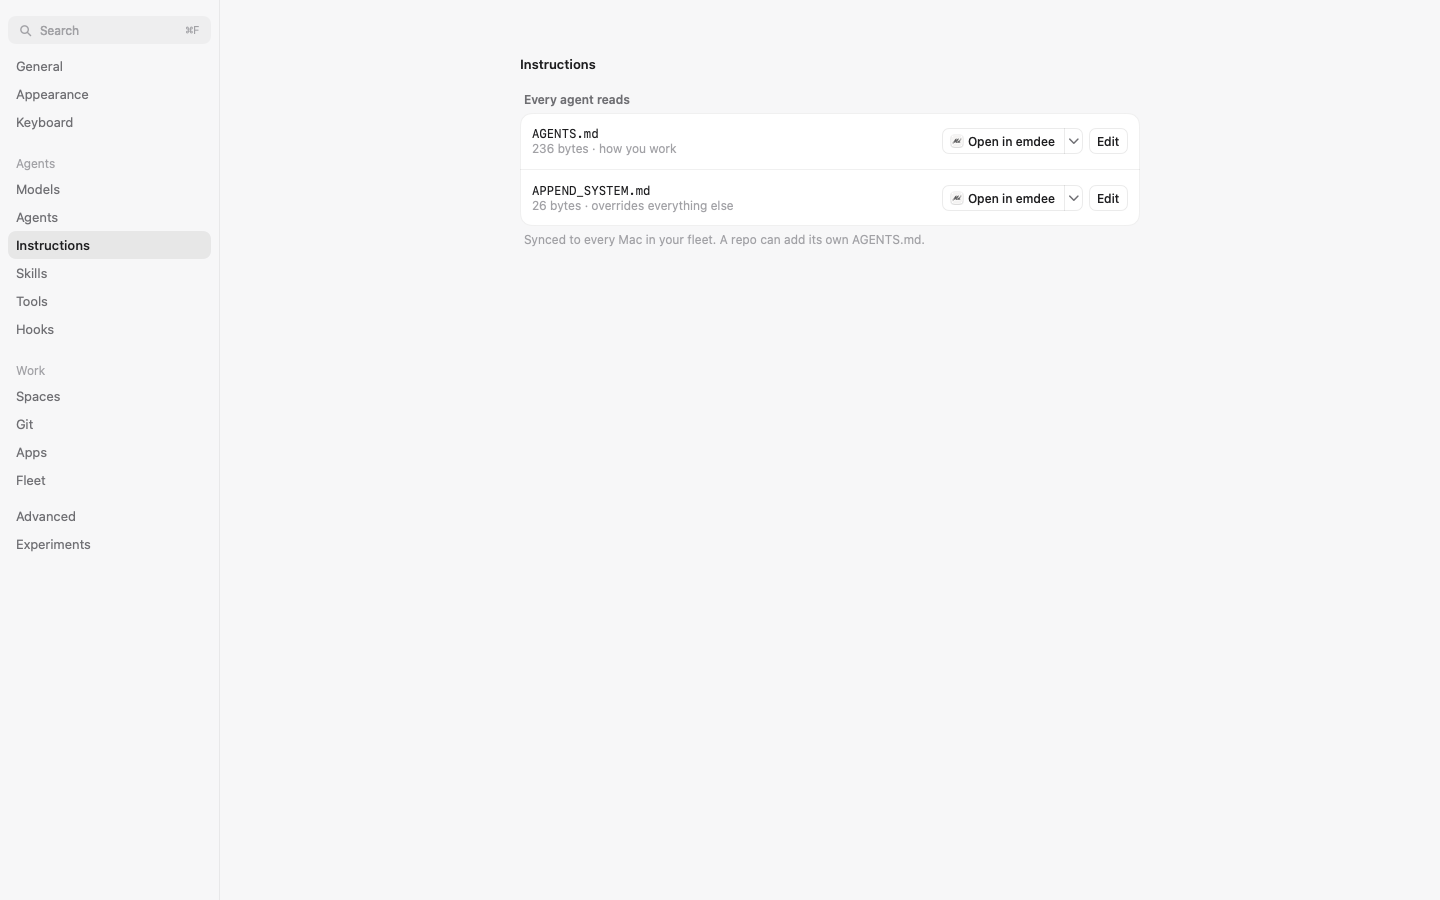 Search ⌘F
General
Appearance
Keyboard
Agents
Models
Agents
Instructions
Skills
Tools
Hooks
Work
Spaces
Git
Apps
Fleet
Advanced
Experiments
Instructions
Every agent reads
AGENTS.md
236 bytes · how you work
Open in emdee
Edit
APPEND_SYSTEM.md
26 bytes · overrides everything else
Open in emdee
Edit
Synced to every Mac in your fleet. A repo can add its own AGENTS.md.